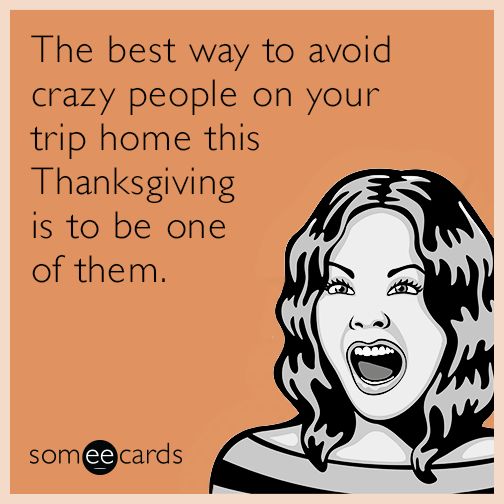 The best way to avoid
crazy people on your
trip home this
Thanksgiving
is to be one
of them.
someecards